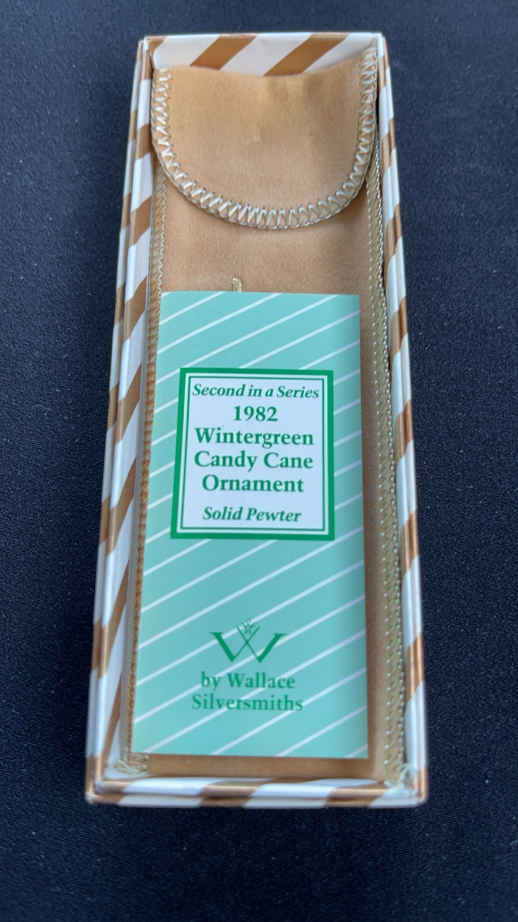 Second in a Series
1982
Wintergreen
Candy Cane
Ornament
Solid Pewter
W
by Wallace
Silversmiths